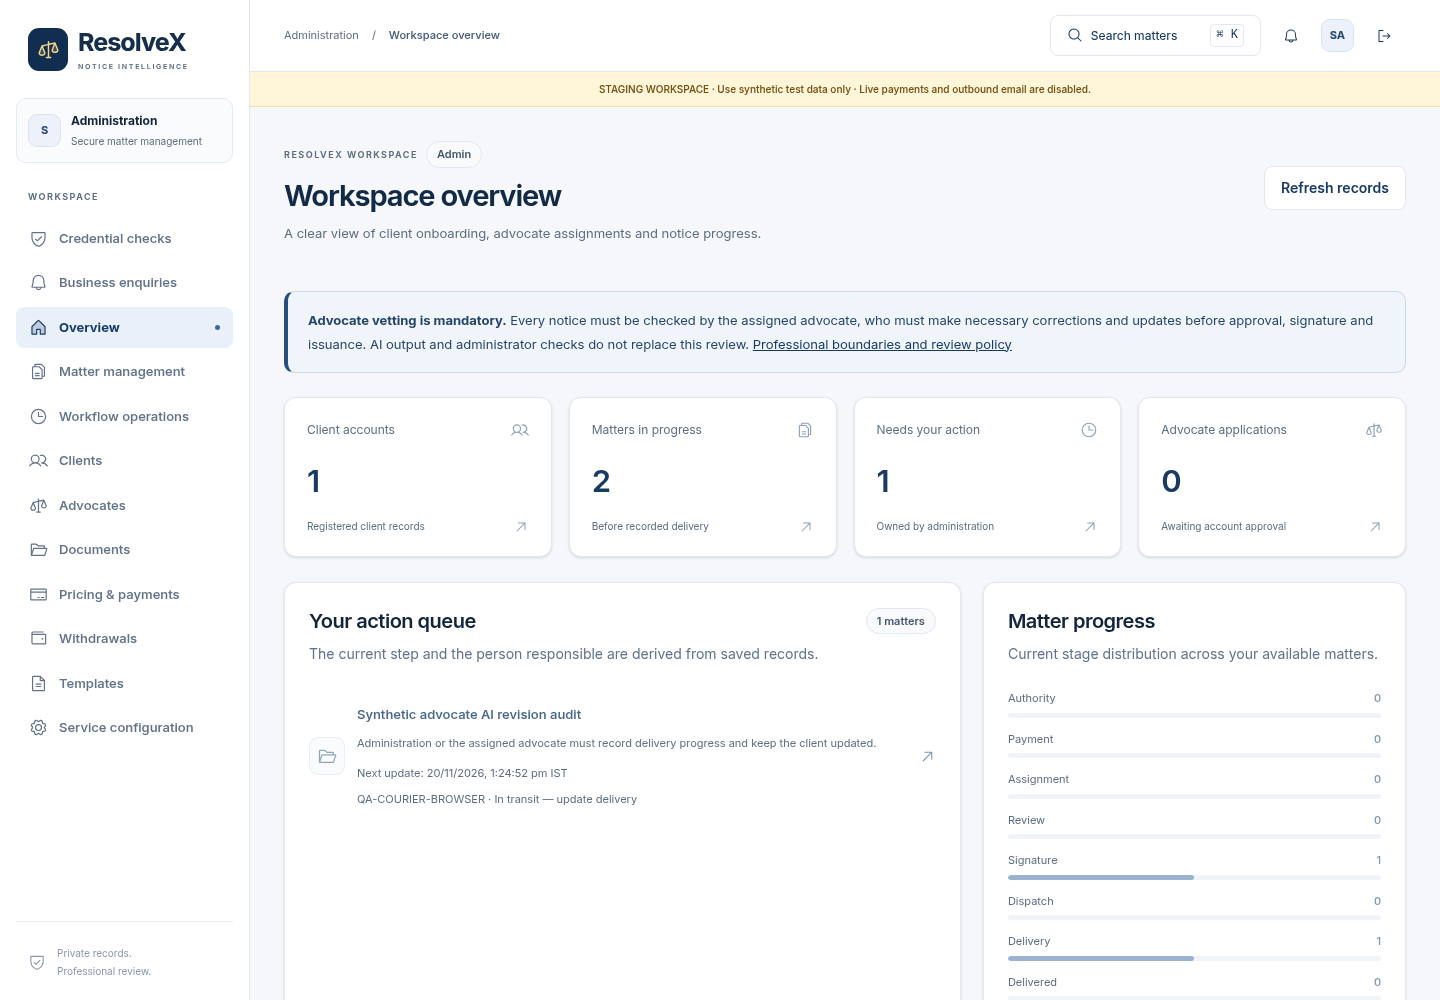 ResolveX
NOTICE INTELLIGENCE
S
Administration
Secure matter management
WORKSPACE
Credential checks
Business enquiries
Overview
Matter management
Workflow operations
Clients
Advocates
Documents
Pricing & payments
Withdrawals
Templates
Service configuration
Private records.
Professional review.
Administration / Workspace overview
Search matters ⌘ K
SA
STAGING WORKSPACE · Use synthetic test data only · Live payments and outbound email are disabled.
RESOLVEX WORKSPACE Admin
Workspace overview
A clear view of client onboarding, advocate assignments and notice progress.
Refresh records
Advocate vetting is mandatory. Every notice must be checked by the assigned advocate, who must make necessary corrections and updates before approval, signature and
issuance. AI output and administrator checks do not replace this review. Professional boundaries and review policy
Client accounts
1
Registered client records
Matters in progress
2
Before recorded delivery
Needs your action
1
Owned by administration
Advocate applications
0
Awaiting account approval
Your action queue
1 matters
The current step and the person responsible are derived from saved records.
Synthetic advocate AI revision audit
Administration or the assigned advocate must record delivery progress and keep the client updated.
Next update: 20/11/2026, 1:24:52 pm IST
QA-COURIER-BROWSER · In transit — update delivery
Matter progress
Current stage distribution across your available matters.
Authority 0
Payment 0
Assignment 0
Review 0
Signature 1
Dispatch 0
Delivery 1
Delivered 0